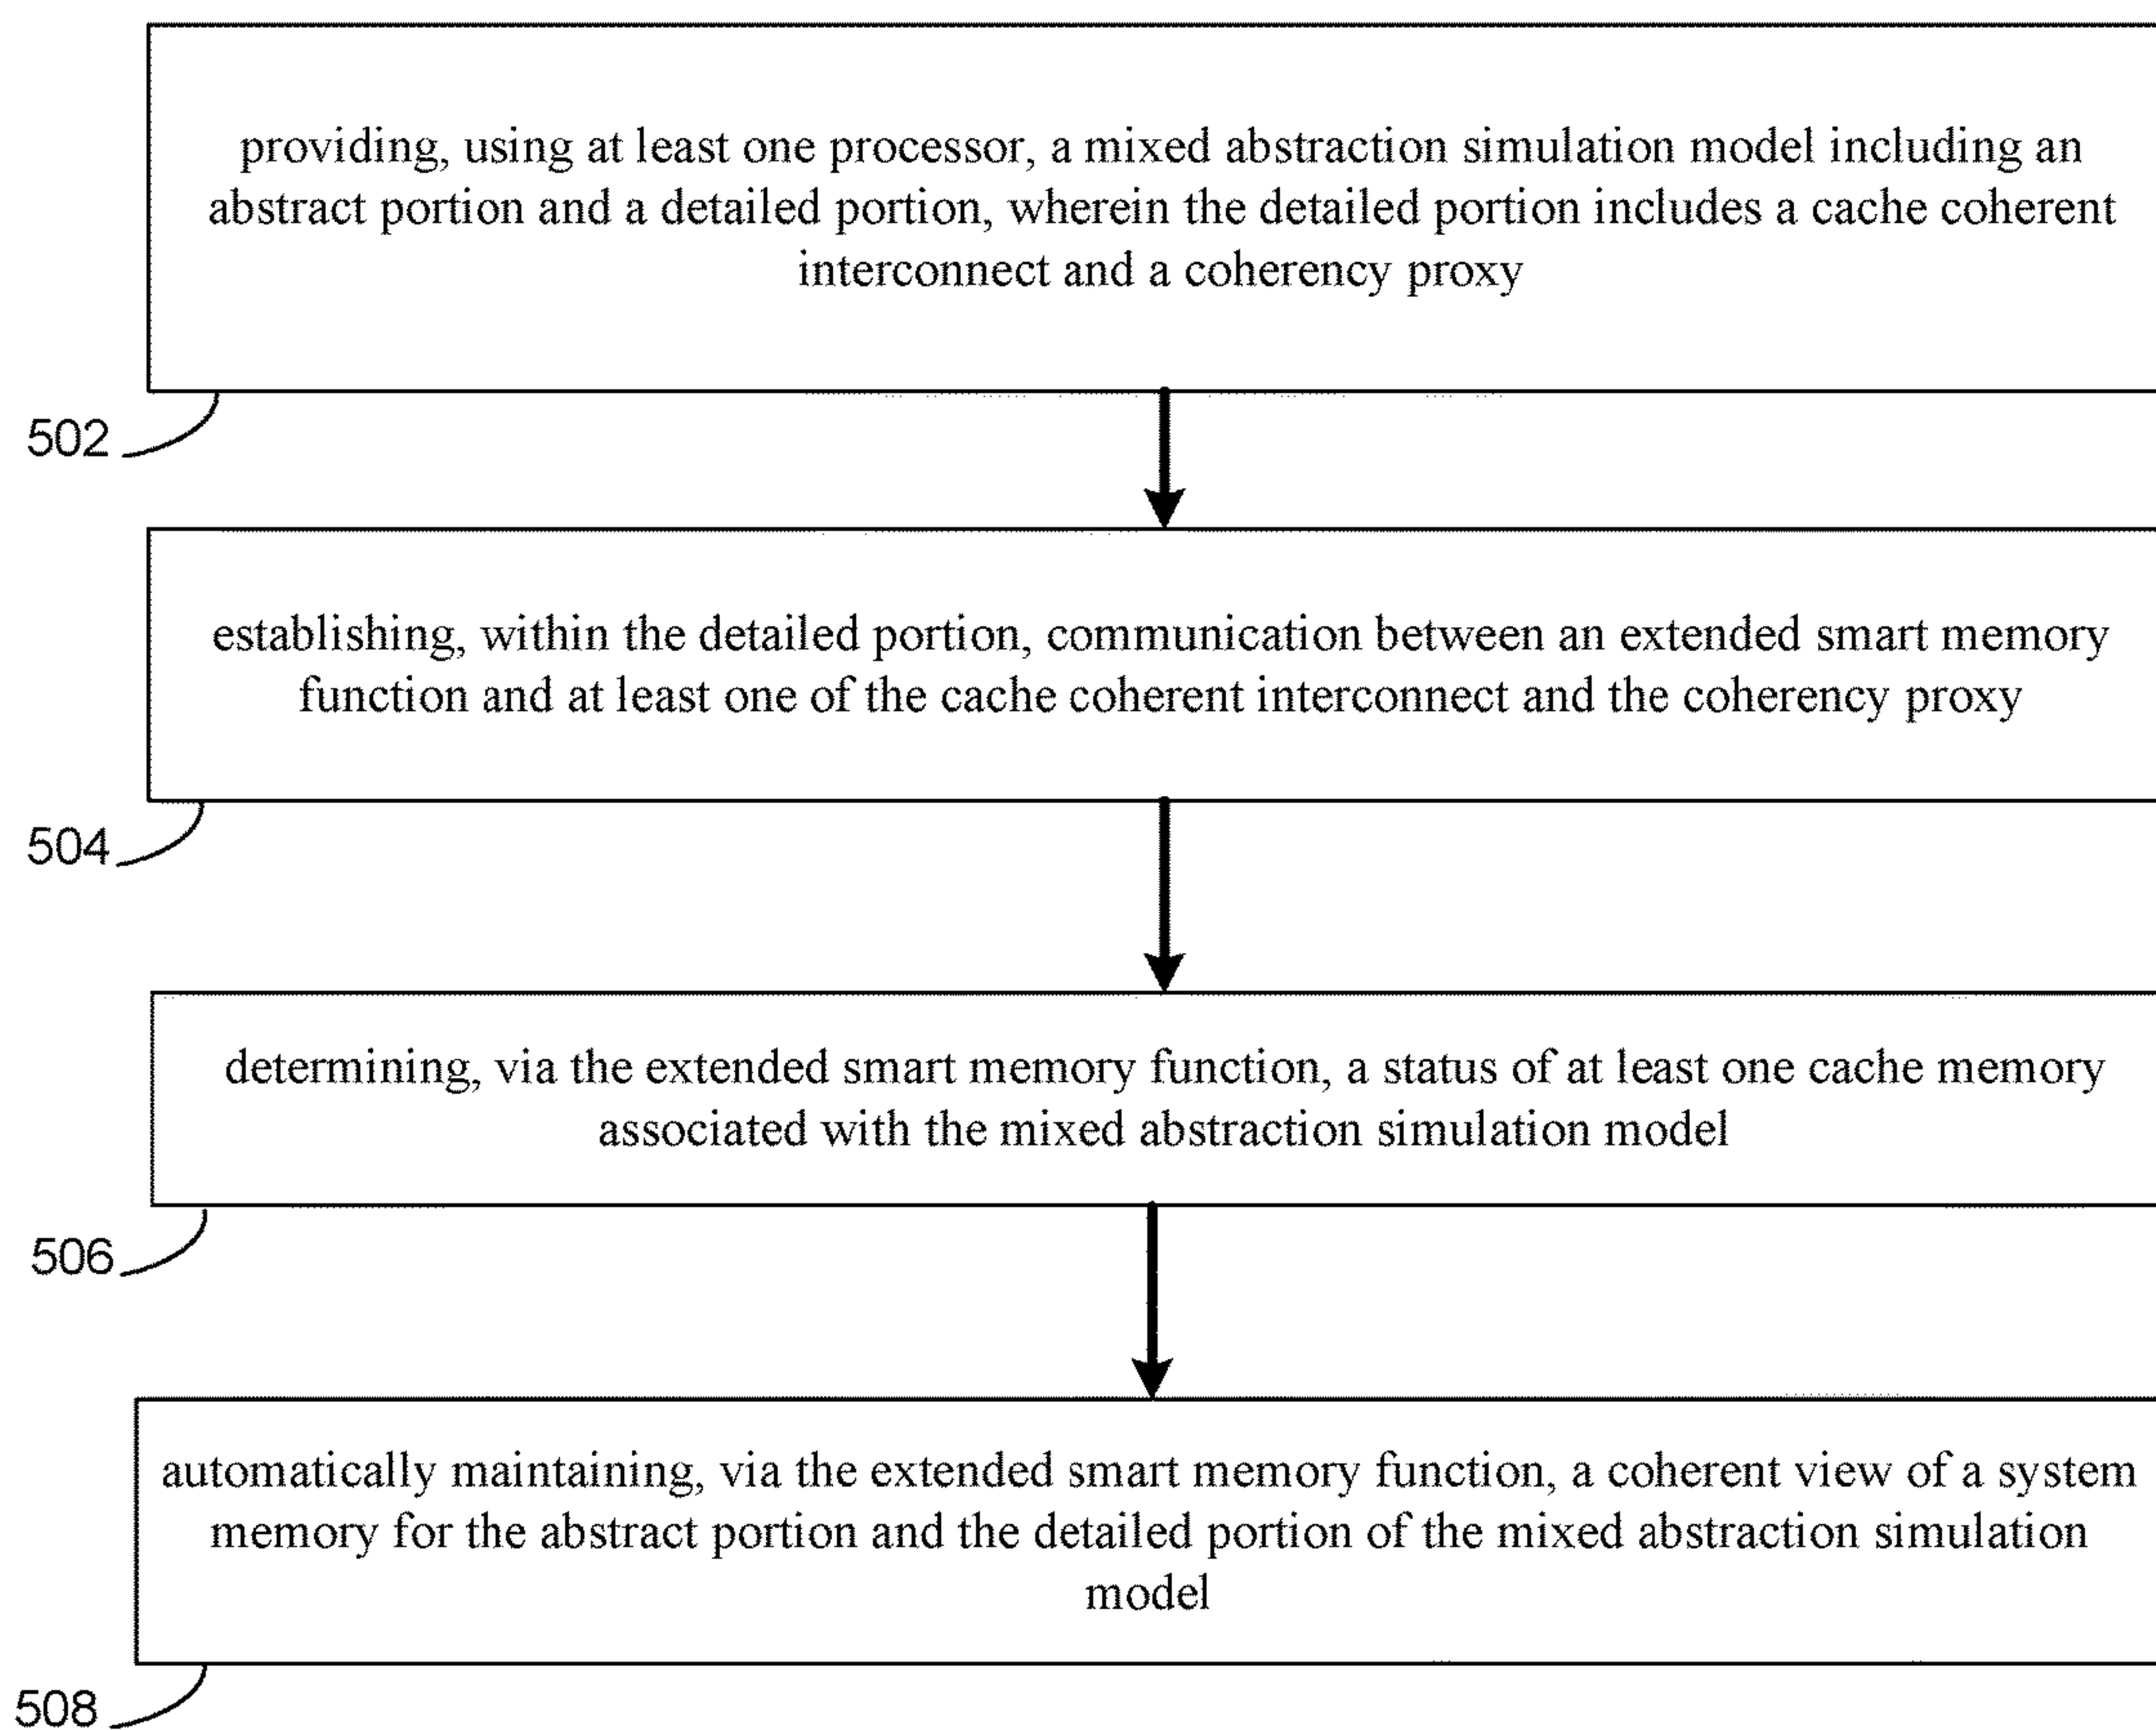 providing, using at least one processor, a mixed abstraction simulation model including an
abstract portion and a detailed portion, wherein the detailed portion includes a cache coherent
interconnect and a coherency proxy
502
establishing, within the detailed portion, communication between an extended smart memory
function and at least one of the cache coherent interconnect and the coherency proxy
504
determining, via the extended smart memory function, a status of at least one cache memory
associated with the mixed abstraction simulation model
506
automatically maintaining, via the extended smart memory function, a coherent view of a system
memory for the abstract portion and the detailed portion of the mixed abstraction simulation
model
508